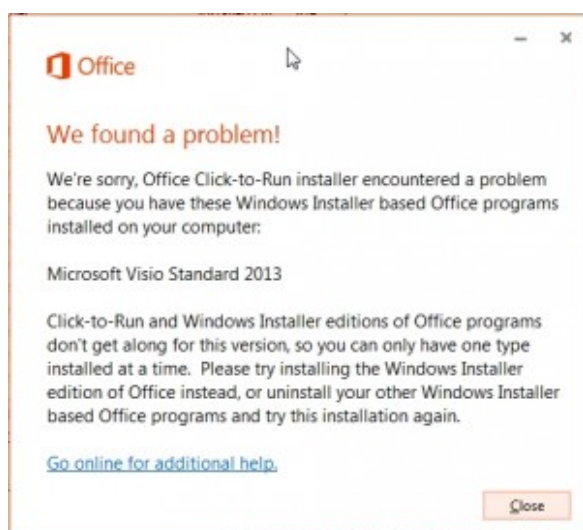 Office
We found a problem!
We're sorry, Office Click-to-Run installer encountered a problem
because you have these Windows Installer based Office programs
installed on your computer:
Microsoft Visio Standard 2013
Click-to-Run and Windows Installer editions of Office programs
don't get along for this version, so you can only have one type
installed at a time. Please try installing the Windows Installer
edition of Office instead, or uninstall your other Windows Installer
based Office programs and try this installation again.
Go online for additional help.
Close